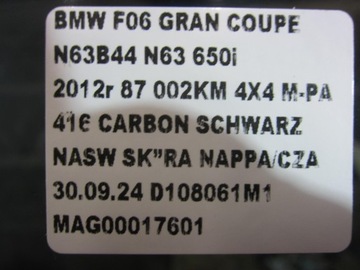 BMW F06 GRAN COUPE
N63B44 N63 650i
2012r 87 002KM 4X4 M-PA
416 CARBON SCHWARZ
NASW SK"RA NAPPA/CZA
30.09.24 D108061M1
MAG00017601